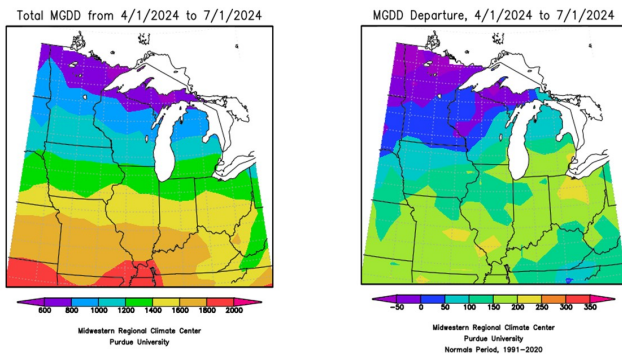 Total MGDD from 4/1/2024 to 7/1/2024
600 800 1000 1200 1400 1600 1800 2000
Midwestern Regional Climate Center
Purdue University
MGDD Departure, 4/1/2024 to 7/1/2024
-50 0 50 100 150 200 250 300 350
Midwestern Regional Climate Center
Purdue University
Normals Period, 1991-2020